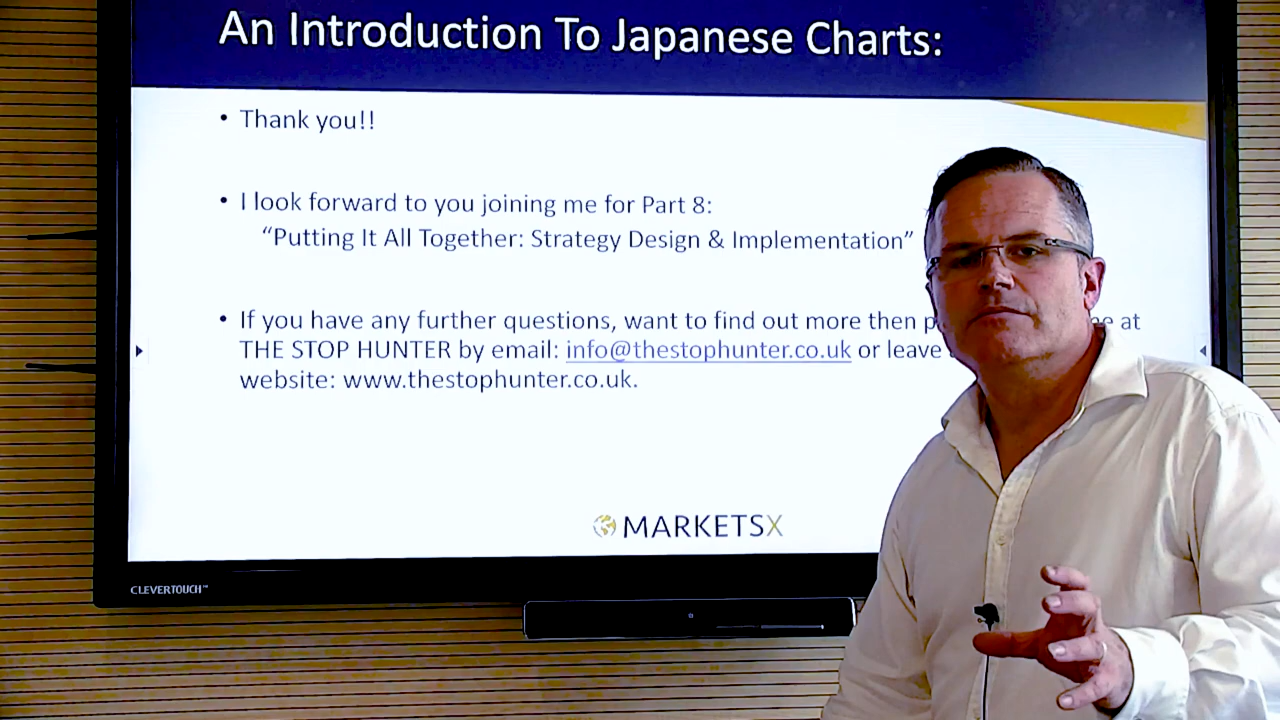 An Introduction To Japanese Charts:
• Thank you!!
• I look forward to you joining me for Part 8:
“Putting It All Together: Strategy Design & Implementation”
• If you have any further questions, want to find out more then at
THE STOP HUNTER by email: info@thestophunter.co.uk or leave
website: www.thestophunter.co.uk.
MARKETSX
CLEVERTOUCH™